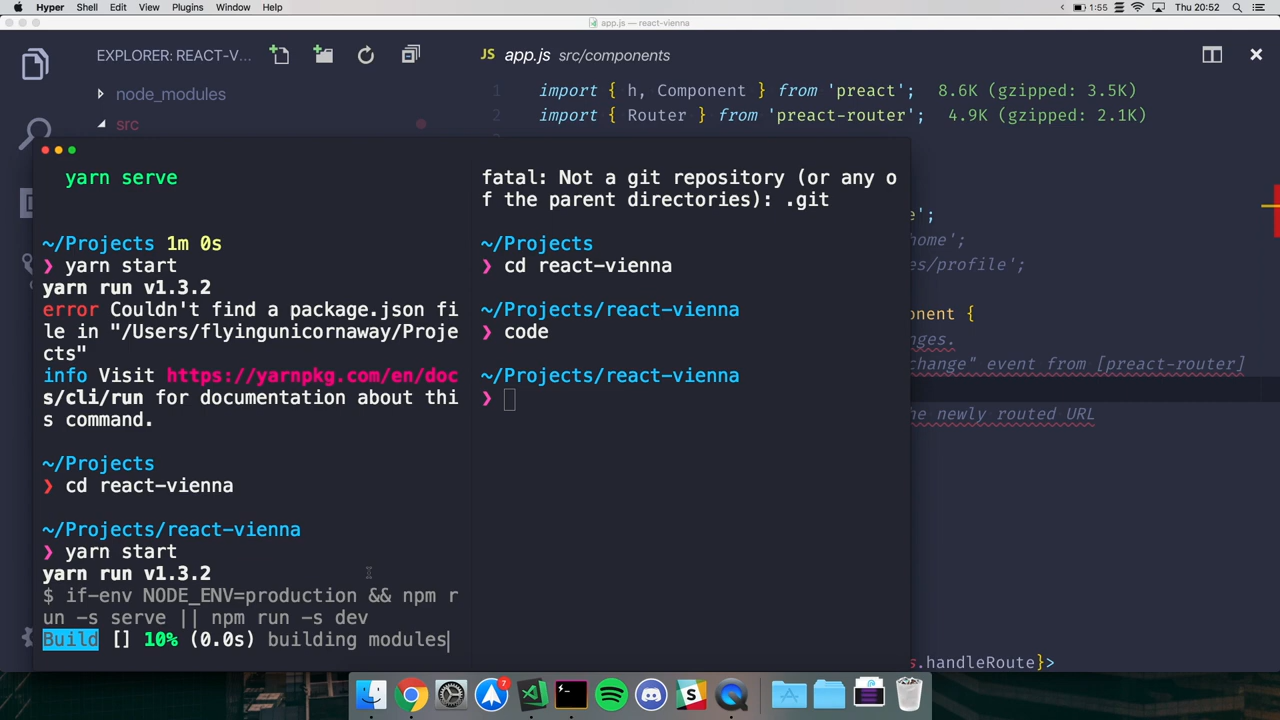 Hyper Shell Edit View Plugins Window Help 1:55 Thu 20:52
app.js — react-vienna
EXPLORER: REACT-V...
JS app.js src/components
node_modules
src
1 import { h, Component } from 'preact'; 8.6K (gzipped: 3.5K)
2 import { Router } from 'preact-router'; 4.9K (gzipped: 2.1K)
e';
home';
es/profile';
ponent {
nges.
change" event from [preact-router]
he newly routed URL
s.handleRoute}>
yarn serve
~/Projects 1m 0s
❯ yarn start
yarn run v1.3.2
error Couldn't find a package.json fi
le in "/Users/flyingunicornaway/Proje
cts"
info Visit https://yarnpkg.com/en/doc
s/cli/run for documentation about thi
s command.
~/Projects
❯ cd react-vienna
~/Projects/react-vienna
❯ yarn start
yarn run v1.3.2
$ if-env NODE_ENV=production && npm r
un -s serve || npm run -s dev
Build [] 10% (0.0s) building modules
fatal: Not a git repository (or any o
f the parent directories): .git
~/Projects
❯ cd react-vienna
~/Projects/react-vienna
❯ code
~/Projects/react-vienna
❯
7